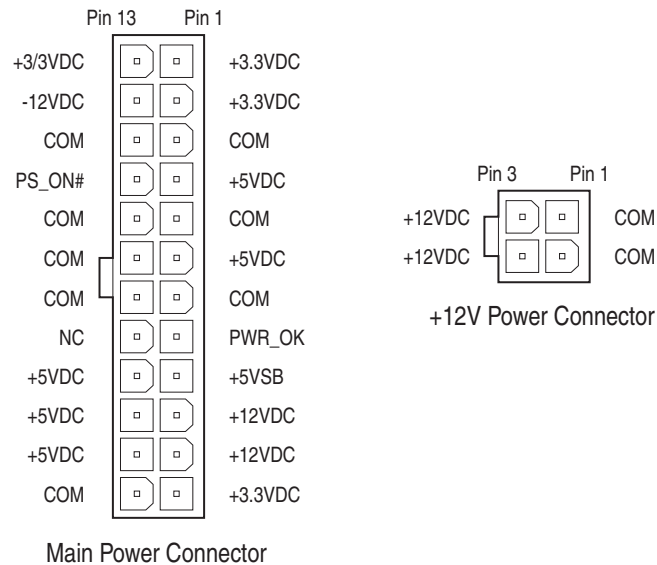 Pin 13 Pin 1
+3/3VDC +3.3VDC
-12VDC +3.3VDC
COM COM
PS_ON# +5VDC
COM COM
COM +5VDC
COM COM
NC PWR_OK
+5VDC +5VSB
+5VDC +12VDC
+5VDC +12VDC
COM +3.3VDC
Main Power Connector
Pin 3 Pin 1
+12VDC COM
+12VDC COM
+12V Power Connector